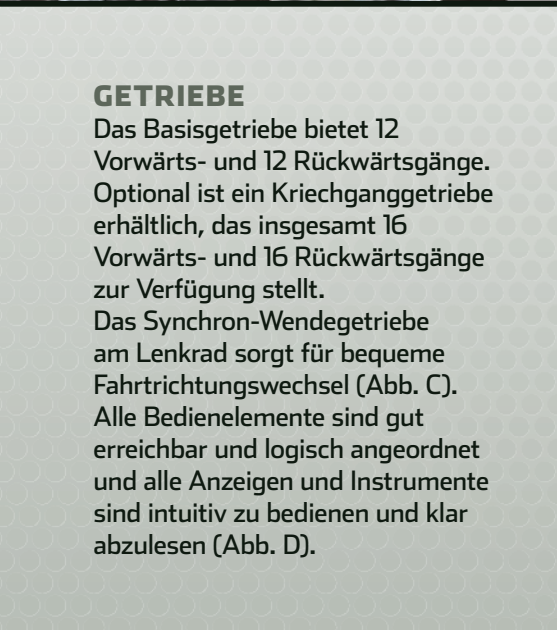 GETRIEBE
Das Basisgetriebe bietet 12
Vorwärts- und 12 Rückwärtsgänge.
Optional ist ein Kriechganggetriebe
erhältlich, das insgesamt 16
Vorwärts- und 16 Rückwärtsgänge
zur Verfügung stellt.
Das Synchron-Wendegetriebe
am Lenkrad sorgt für bequeme
Fahrtrichtungswechsel (Abb. C).
Alle Bedienelemente sind gut
erreichbar und logisch angeordnet
und alle Anzeigen und Instrumente
sind intuitiv zu bedienen und klar
abzulesen (Abb. D).